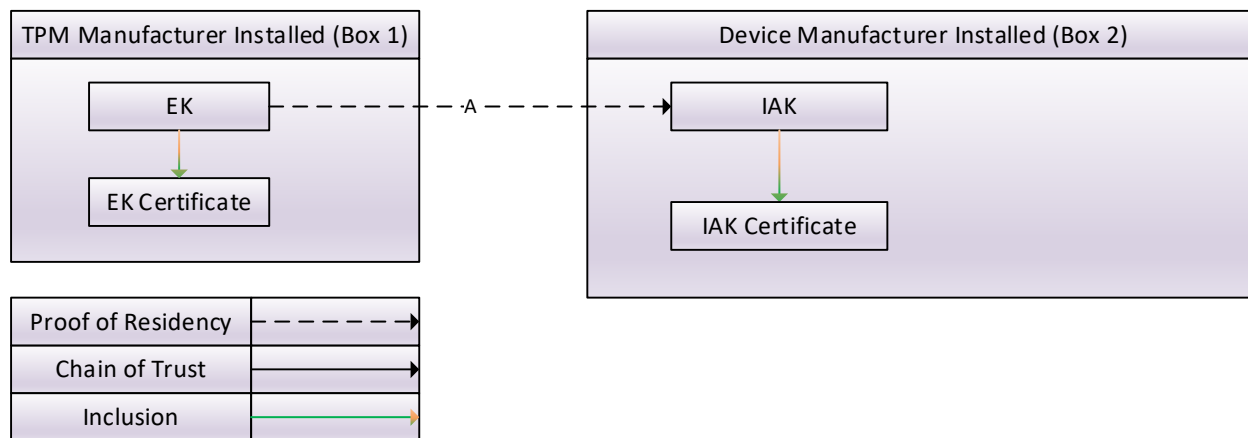 TPM Manufacturer Installed (Box 1)
Device Manufacturer Installed (Box 2)
EK
A
IAK
EK Certificate
IAK Certificate
Proof of Residency
Chain of Trust
Inclusion